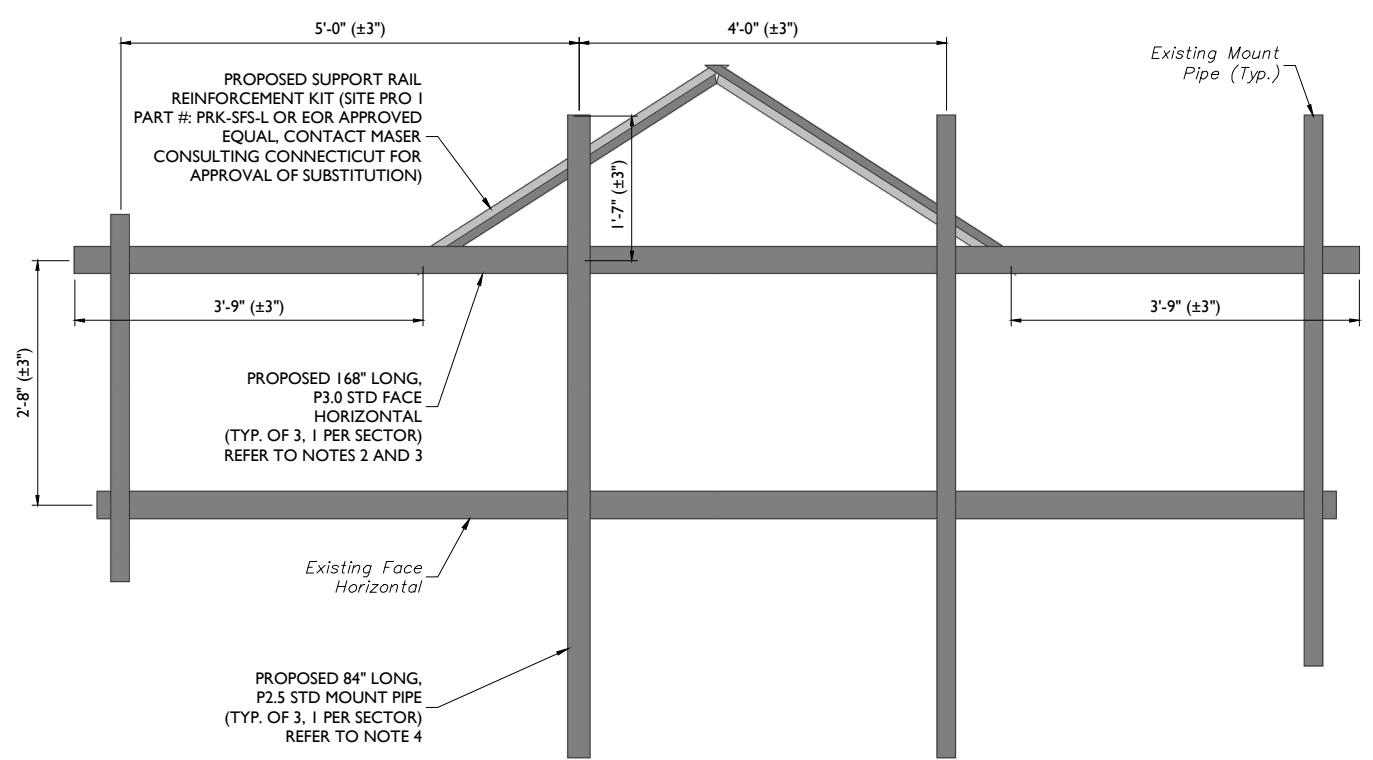 5'-0" (±3")
4'-0" (±3")
Existing Mount
Pipe (Typ.)
PROPOSED SUPPORT RAIL
REINFORCEMENT KIT (SITE PRO 1
PART #: PRK-SFS-L OR EOR APPROVED
EQUAL, CONTACT MASER
CONSULTING CONNECTICUT FOR
APPROVAL OF SUBSTITUTION)
1'-7" (±3")
3'-9" (±3")
3'-9" (±3")
2'-8" (±3")
PROPOSED 168" LONG,
P3.0 STD FACE
HORIZONTAL
(TYP. OF 3, 1 PER SECTOR)
REFER TO NOTES 2 AND 3
Existing Face
Horizontal
PROPOSED 84" LONG,
P2.5 STD MOUNT PIPE
(TYP. OF 3, 1 PER SECTOR)
REFER TO NOTE 4